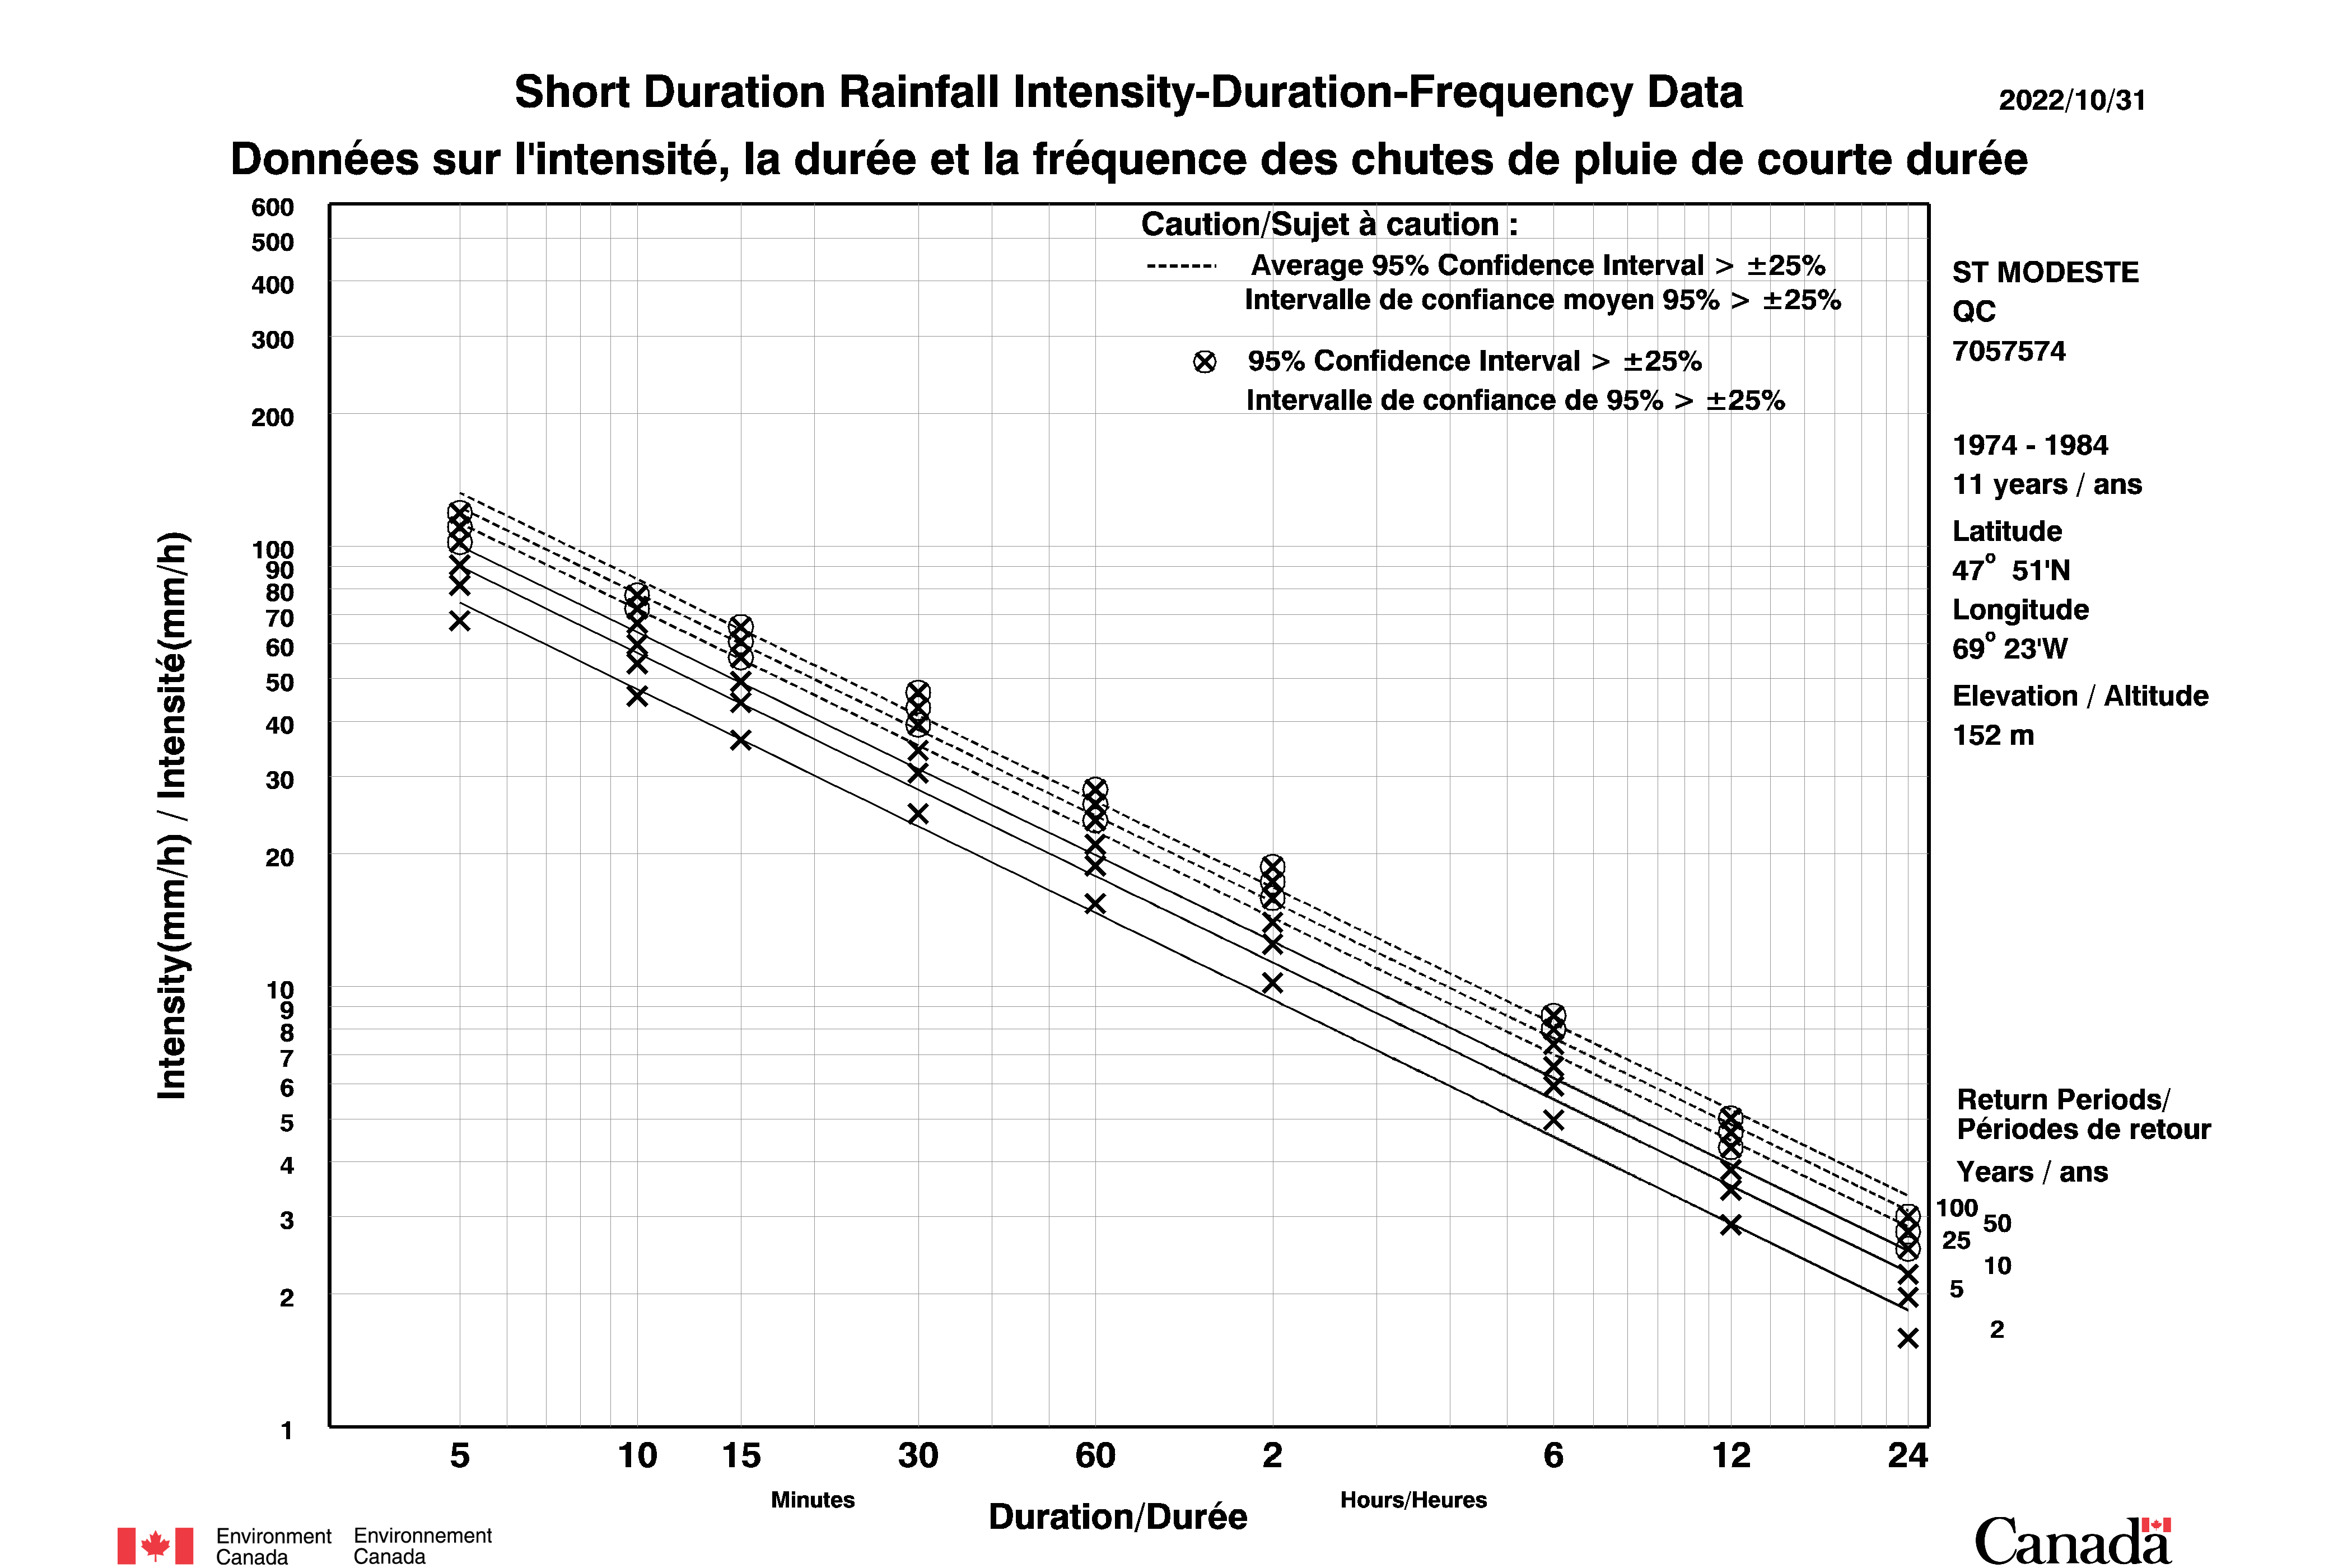 Short Duration Rainfall Intensity-Duration-Frequency Data
2022/10/31
Données sur l'intensité, la durée et la fréquence des chutes de pluie de courte durée
Caution/Sujet à caution :
Average 95% Confidence Interval > ±25%
Intervalle de confiance moyen 95% > ±25%
95% Confidence Interval > ±25%
Intervalle de confiance de 95% > ±25%
ST MODESTE
QC
7057574
1974 - 1984
11 years / ans
Latitude
47° 51'N
Longitude
69° 23'W
Elevation / Altitude
152 m
Return Periods/
Périodes de retour
Years / ans
100
50
25
10
5
2
Intensity(mm/h) / Intensité(mm/h)
600
500
400
300
200
100
90
80
70
60
50
40
30
20
10
9
8
7
6
5
4
3
2
1
5 10 15 30 60 2 6 12 24
Minutes
Hours/Heures
Duration/Durée
Environment
Canada
Environnement
Canada
Canada